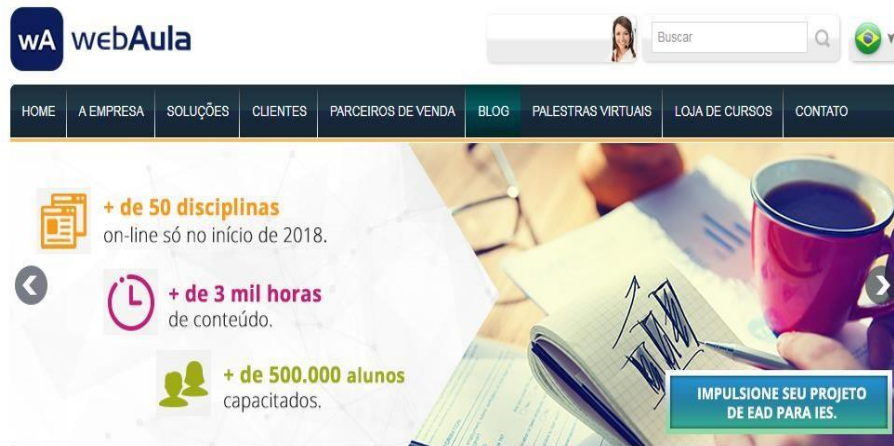 wA webAula
Buscar
HOME A EMPRESA SOLUÇÕES CLIENTES PARCEIROS DE VENDA BLOG PALESTRAS VIRTUAIS LOJA DE CURSOS CONTATO
+ de 50 disciplinas
on-line só no início de 2018.
+ de 3 mil horas
de conteúdo.
+ de 500.000 alunos
capacitados.
IMPULSIONE SEU PROJETO
DE EAD PARA IES.